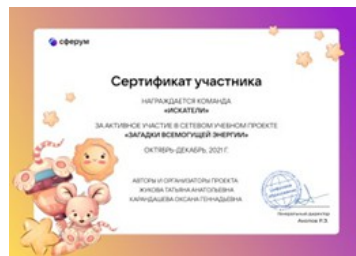 сферум
Сертификат участника
НАГРАЖДАЕТСЯ КОМАНДА
«ИСКАТЕЛИ»
ЗА АКТИВНОЕ УЧАСТИЕ В СЕТЕВОМ УЧЕБНОМ ПРОЕКТЕ
«ЗАГАДКИ ВСЕМОГУЩЕЙ ЭНЕРГИИ»
ОКТЯБРЬ-ДЕКАБРЬ, 2021 Г.
АВТОРЫ И ОРГАНИЗАТОРЫ ПРОЕКТА
ЖУКОВА ТАТЬЯНА АНАТОЛЬЕВНА
КАРАНДАШЕВА ОКСАНА ГЕННАДЬЕВНА
Генеральный директор